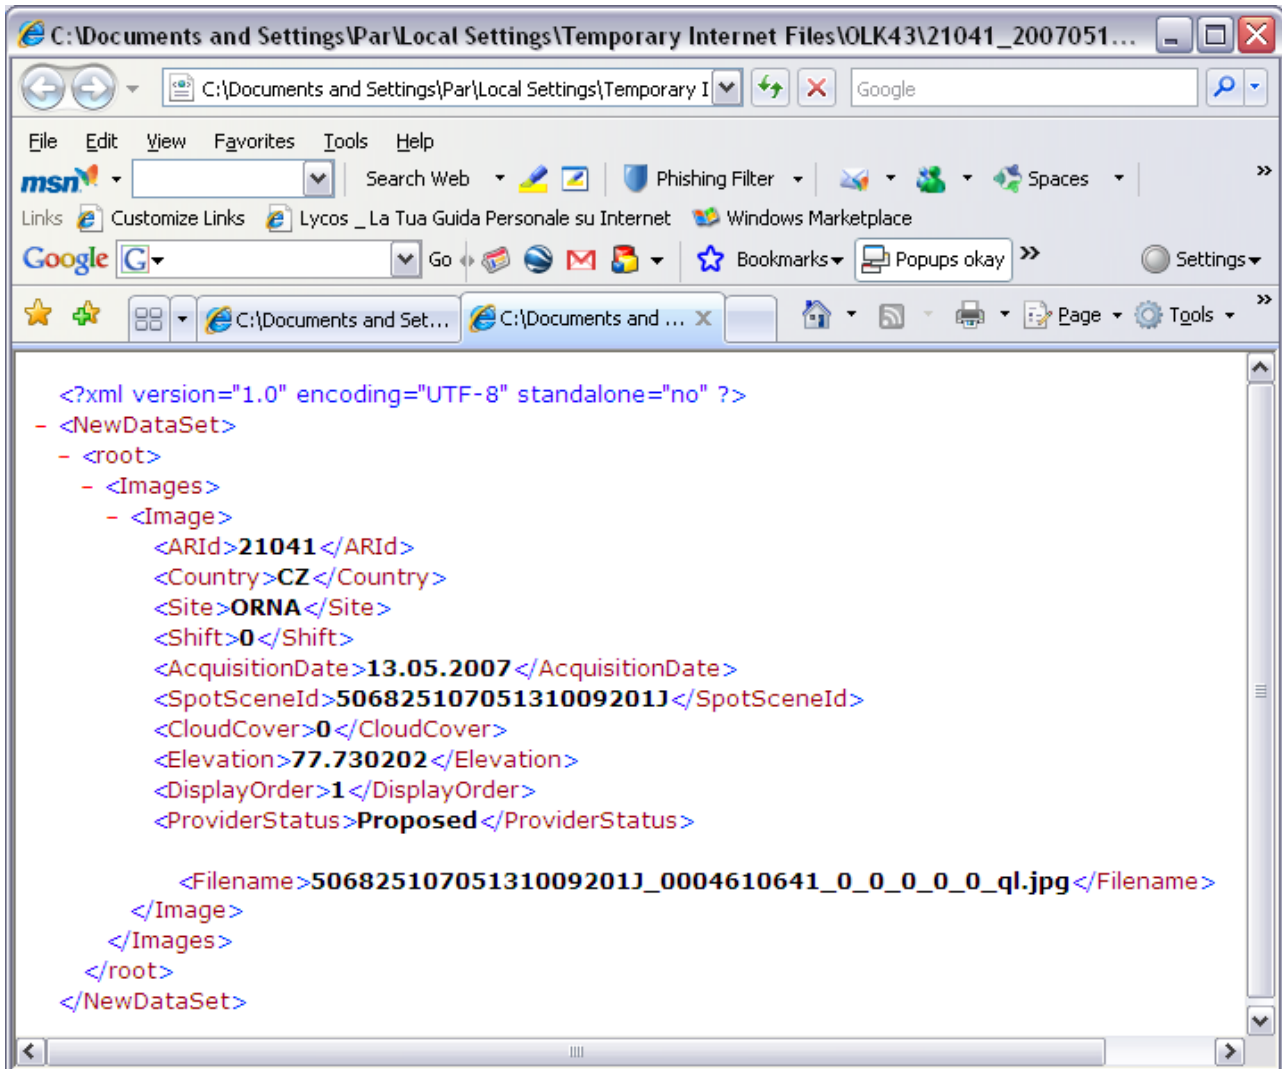 C:\Documents and Settings\Par\Local Settings\Temporary Internet Files\OLK43\21041_2007051...
C:\Documents and Settings\Par\Local Settings\Temporary I
Google
File Edit View Favorites Tools Help
msn Search Web Phishing Filter Spaces »
Links Customize Links Lycos _ La Tua Guida Personale su Internet Windows Marketplace
Google G Go Bookmarks Popups okay » Settings
C:\Documents and Set... C:\Documents and ... X Page Tools »
<?xml version="1.0" encoding="UTF-8" standalone="no" ?>
- <NewDataSet>
- <root>
- <Images>
- <Image>
<ARId>21041</ARId>
<Country>CZ</Country>
<Site>ORNA</Site>
<Shift>0</Shift>
<AcquisitionDate>13.05.2007</AcquisitionDate>
<SpotSceneId>50682510705131009201J</SpotSceneId>
<CloudCover>0</CloudCover>
<Elevation>77.730202</Elevation>
<DisplayOrder>1</DisplayOrder>
<ProviderStatus>Proposed</ProviderStatus>
<Filename>50682510705131009201J_0004610641_0_0_0_0_0_ql.jpg</Filename>
</Image>
</Images>
</root>
</NewDataSet>